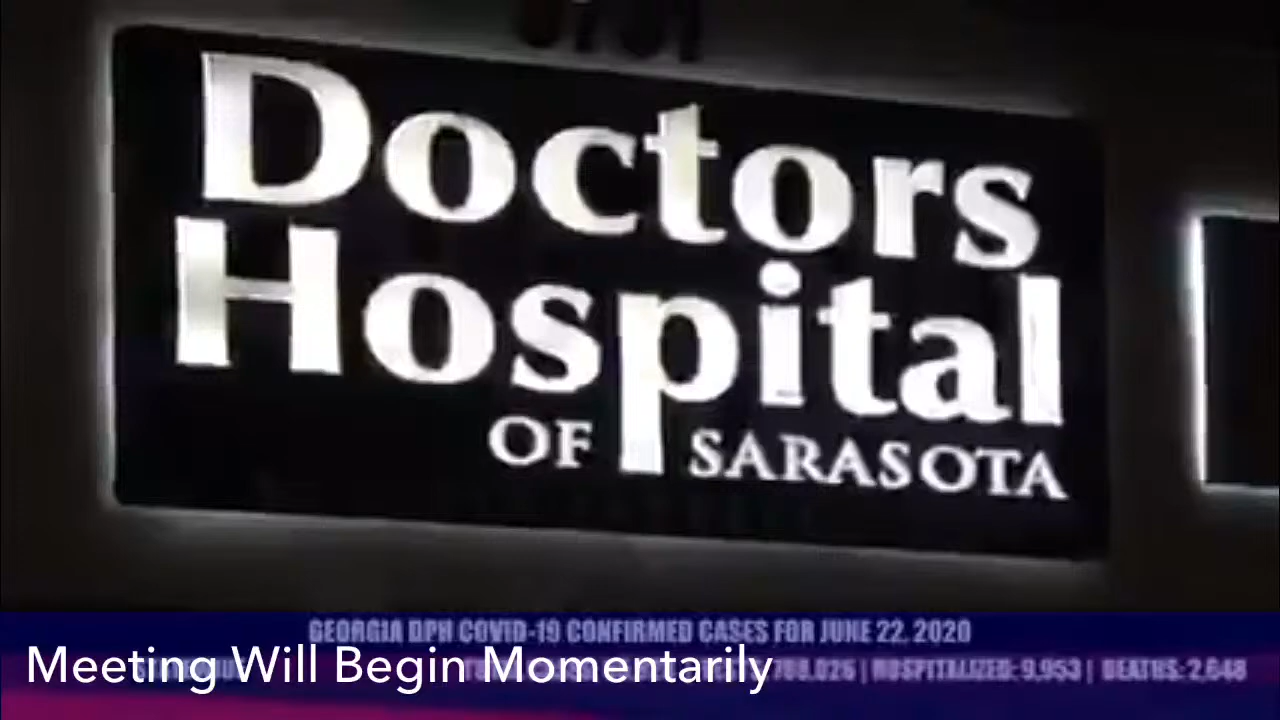 Doctors
Hospital
OF SARASOTA
GEORGIA DPH COVID-19 CONFIRMED CASES FOR JUNE 22, 2020
Meeting Will Begin Momentarily
| HOSPITALIZED: 9,953 | DEATHS: 2,648